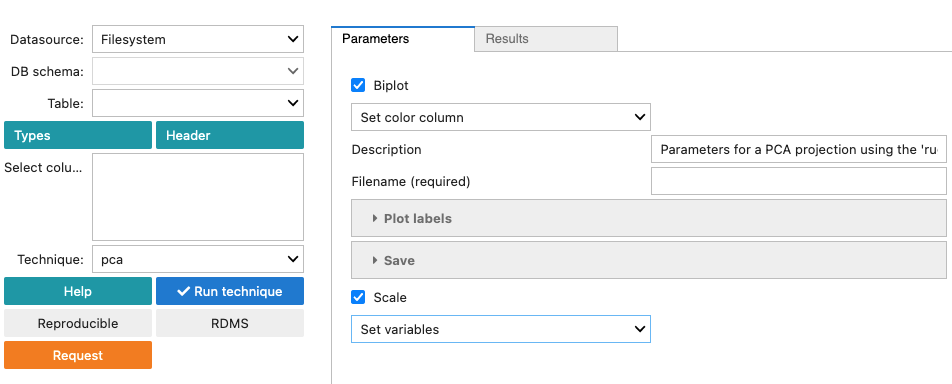 Datasource: Filesystem
DB schema:
Table:
Types Header
Select colu...
Technique: pca
Help Run technique
Reproducible RDMS
Request
Parameters Results
Biplot
Set color column
Description Parameters for a PCA projection using the 'ru
Filename (required)
Plot labels
Save
Scale
Set variables